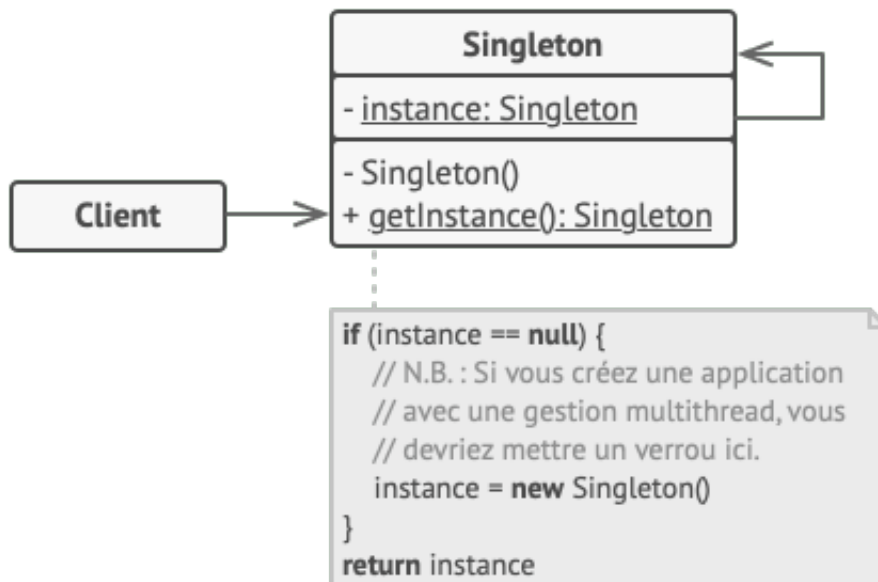 Singleton
- instance: Singleton
- Singleton()
+ getInstance(): Singleton
Client
if (instance == null) {
// N.B. : Si vous créez une application
// avec une gestion multithread, vous
// devriez mettre un verrou ici.
instance = new Singleton()
}
return instance